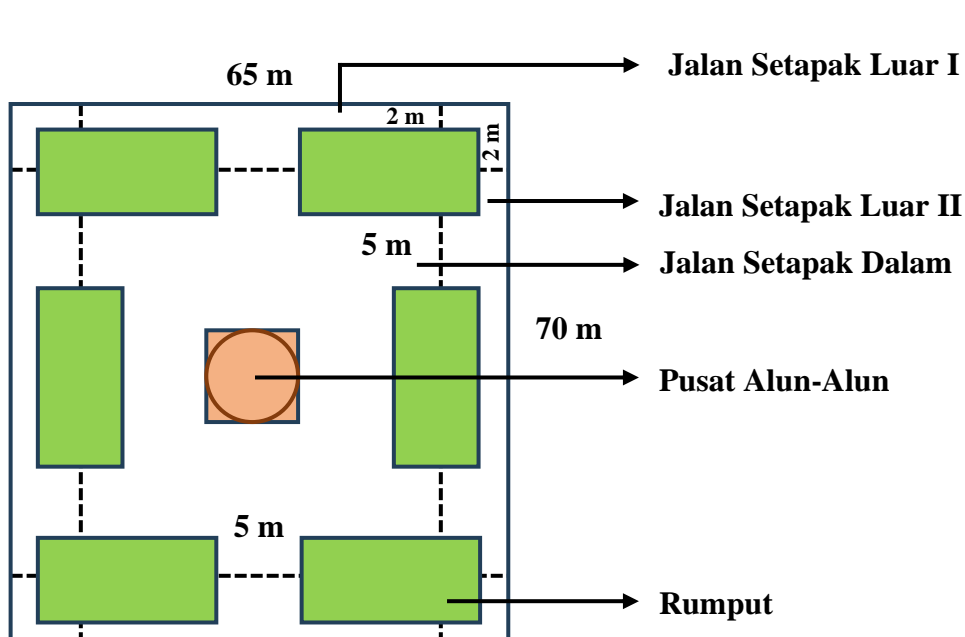 65 m
Jalan Setapak Luar I
2 m
2 m
Jalan Setapak Luar II
5 m
Jalan Setapak Dalam
70 m
Pusat Alun-Alun
5 m
Rumput